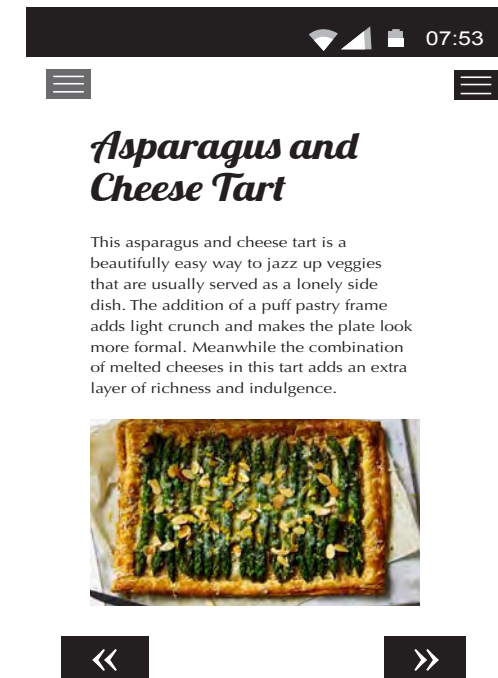 07:53
Asparagus and
Cheese Tart
This asparagus and cheese tart is a
beautifully easy way to jazz up veggies
that are usually served as a lonely side
dish. The addition of a puff pastry frame
adds light crunch and makes the plate look
more formal. Meanwhile the combination
of melted cheeses in this tart adds an extra
layer of richness and indulgence.